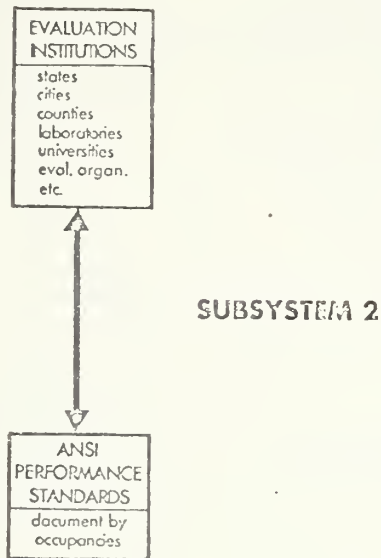 EVALUATION
INSTITUTIONS
states
cities
counties
laboratories
universities
eval. organ.
etc.
SUBSYSTEM 2
ANSI
PERFORMANCE
STANDARDS
document by
occupancies